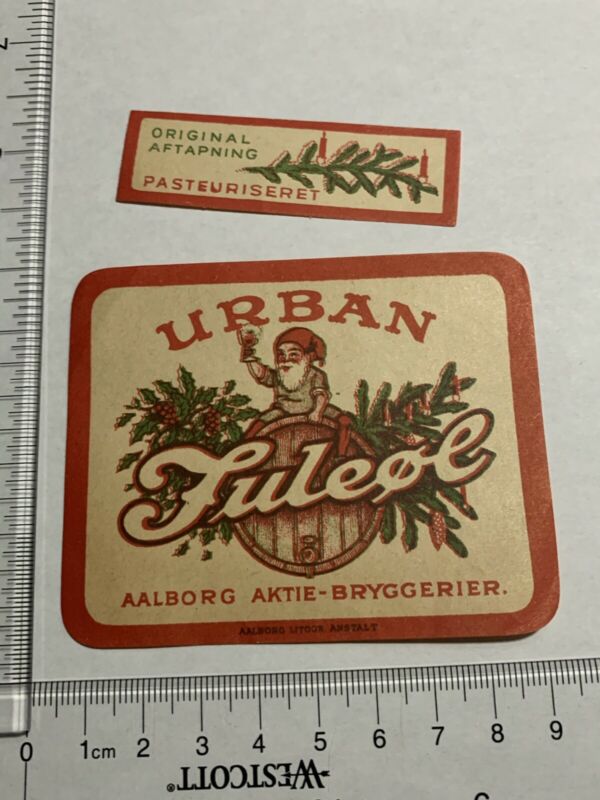 ORIGINAL
AFTAPNING
PASTEURISERET
URBAN
Juleøl
AALBORG AKTIE-BRYGGERIER.
AALBORG LITOGR. ANSTALT
0 1cm 2 3 4 5 6 7 8 9
WESTCOTT®